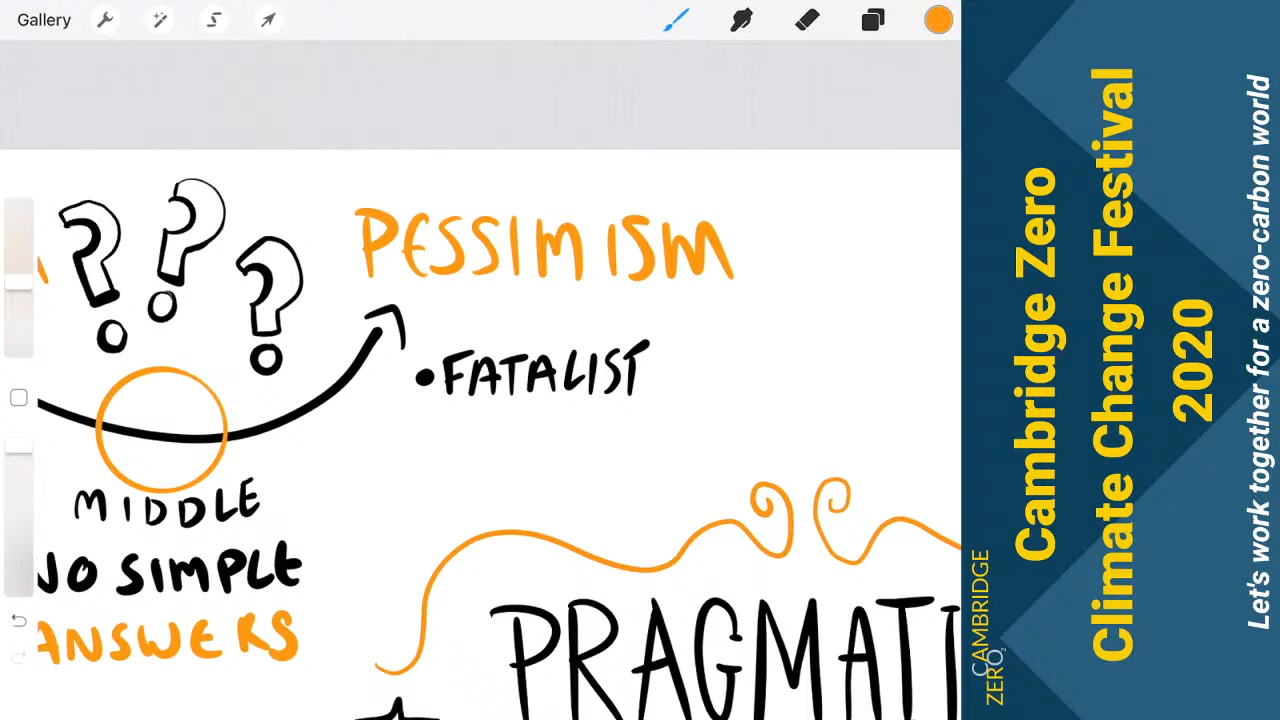 Gallery
? ? ?
PESSIMISM
•FATALIST
MIDDLE
NO SIMPLE
ANSWERS
PRAGMATI
Cambridge Zero
Climate Change Festival
2020
Let's work together for a zero-carbon world
CAMBRIDGE
ZERO₂